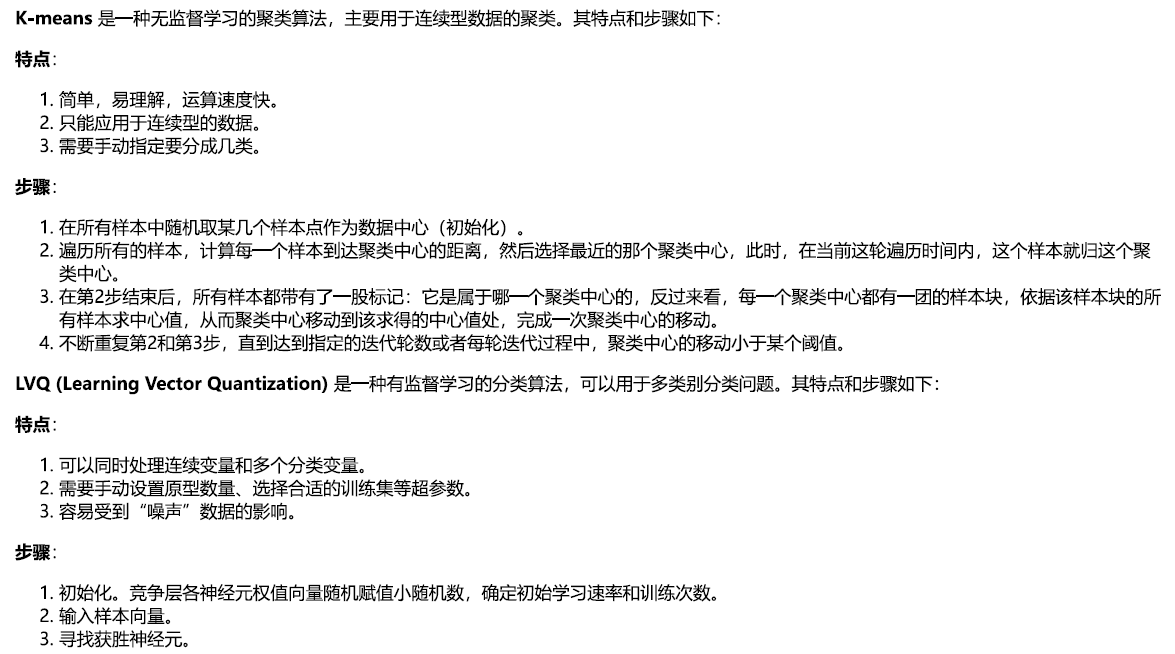 K-means 是一种无监督学习的聚类算法，主要用于连续型数据的聚类。其特点和步骤如下：
特点：
1. 简单，易理解，运算速度快。
2. 只能应用于连续型的数据。
3. 需要手动指定要分成几类。
步骤：
1. 在所有样本中随机取某几个样本点作为数据中心（初始化）。
2. 遍历所有的样本，计算每一个样本到达聚类中心的距离，然后选择最近的那个聚类中心，此时，在当前这轮遍历时间内，这个样本就归这个聚
类中心。
3. 在第2步结束后，所有样本都带有了一股标记：它是属于哪一个聚类中心的，反过来看，每一个聚类中心都有一团的样本块，依据该样本块的所
有样本求中心值，从而聚类中心移动到该求得的中心值处，完成一次聚类中心的移动。
4. 不断重复第2和第3步，直到达到指定的迭代轮数或者每轮迭代过程中，聚类中心的移动小于某个阈值。
LVQ (Learning Vector Quantization) 是一种有监督学习的分类算法，可以用于多类别分类问题。其特点和步骤如下：
特点：
1. 可以同时处理连续变量和多个分类变量。
2. 需要手动设置原型数量、选择合适的训练集等超参数。
3. 容易受到“噪声”数据的影响。
步骤：
1. 初始化。竞争层各神经元权值向量随机赋值小随机数，确定初始学习速率和训练次数。
2. 输入样本向量。
3. 寻找获胜神经元。